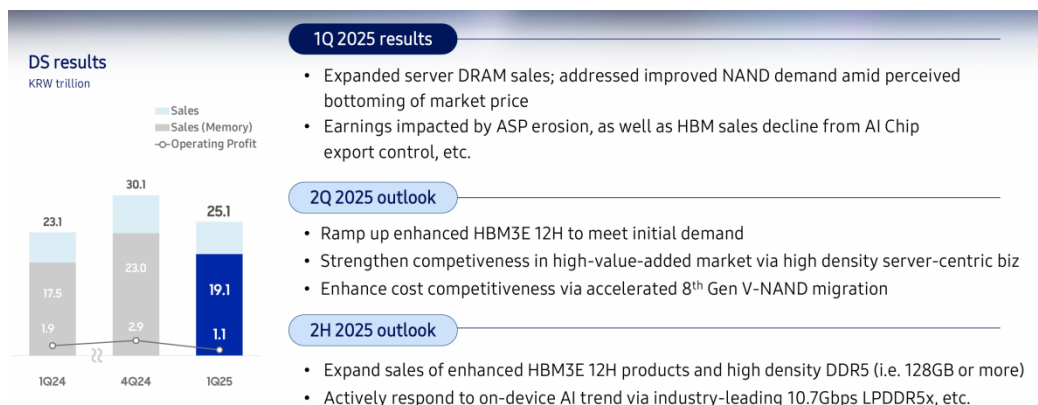 DS results
KRW trillion
Sales
Sales (Memory)
Operating Profit
23.1
30.1
25.1
17.5
23.0
19.1
1.9
2.9
1.1
1Q24
4Q24
1Q25
1Q 2025 results
• Expanded server DRAM sales; addressed improved NAND demand amid perceived
bottoming of market price
• Earnings impacted by ASP erosion, as well as HBM sales decline from AI Chip
export control, etc.
2Q 2025 outlook
• Ramp up enhanced HBM3E 12H to meet initial demand
• Strengthen competiveness in high-value-added market via high density server-centric biz
• Enhance cost competitiveness via accelerated 8th Gen V-NAND migration
2H 2025 outlook
• Expand sales of enhanced HBM3E 12H products and high density DDR5 (i.e. 128GB or more)
• Actively respond to on-device AI trend via industry-leading 10.7Gbps LPDDR5x, etc.